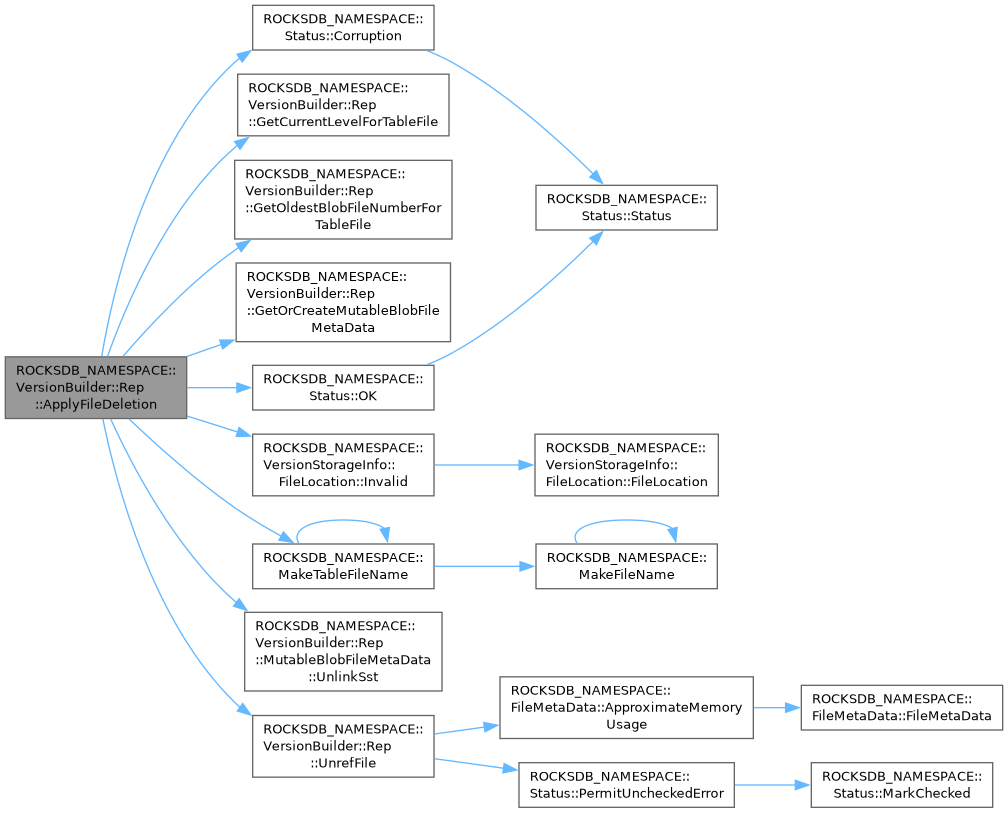 ROCKSDB_NAMESPACE::
VersionBuilder::Rep
::ApplyFileDeletion
ROCKSDB_NAMESPACE::
Status::Corruption
ROCKSDB_NAMESPACE::
VersionBuilder::Rep
::GetCurrentLevelForTableFile
ROCKSDB_NAMESPACE::
VersionBuilder::Rep
::GetOldestBlobFileNumberFor
TableFile
ROCKSDB_NAMESPACE::
VersionBuilder::Rep
::GetOrCreateMutableBlobFile
MetaData
ROCKSDB_NAMESPACE::
Status::OK
ROCKSDB_NAMESPACE::
Status::Status
ROCKSDB_NAMESPACE::
VersionStorageInfo::
FileLocation::Invalid
ROCKSDB_NAMESPACE::
VersionStorageInfo::
FileLocation::FileLocation
ROCKSDB_NAMESPACE::
MakeTableFileName
ROCKSDB_NAMESPACE::
MakeFileName
ROCKSDB_NAMESPACE::
VersionBuilder::Rep
::MutableBlobFileMetaData
::UnlinkSst
ROCKSDB_NAMESPACE::
VersionBuilder::Rep
::UnrefFile
ROCKSDB_NAMESPACE::
FileMetaData::ApproximateMemory
Usage
ROCKSDB_NAMESPACE::
FileMetaData::FileMetaData
ROCKSDB_NAMESPACE::
Status::PermitUncheckedError
ROCKSDB_NAMESPACE::
Status::MarkChecked